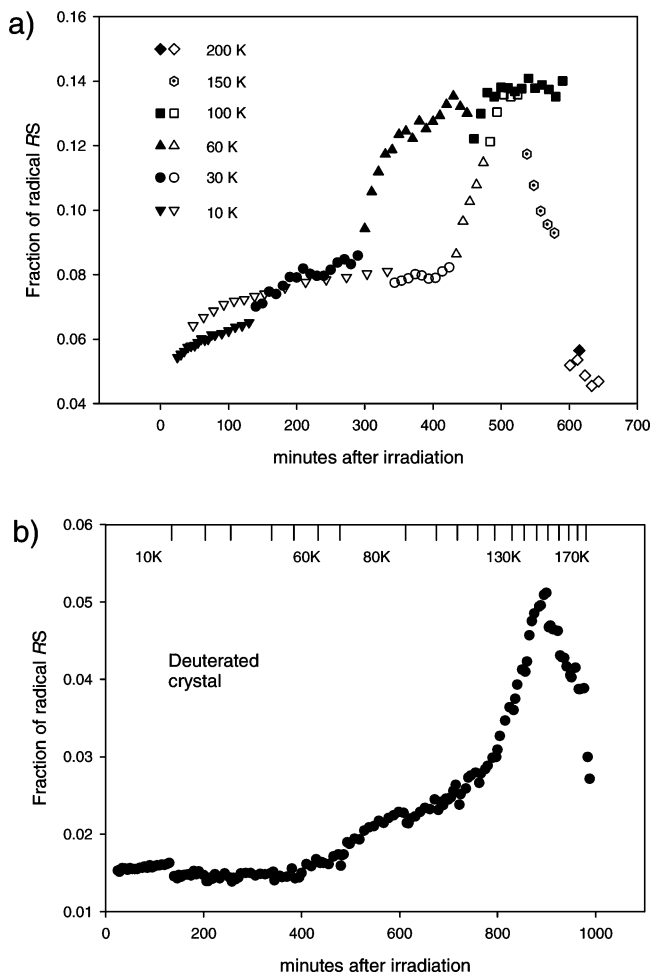 a)
0.16
0.14
0.12
0.10
0.08
0.06
0.04
Fraction of radical RS
200 K
150 K
100 K
60 K
30 K
10 K
0 100 200 300 400 500 600 700
minutes after irradiation
b)
0.06
0.05
0.04
0.03
0.02
0.01
Fraction of radical RS
10K 60K 80K 130K 170K
Deuterated
crystal
0 200 400 600 800 1000
minutes after irradiation